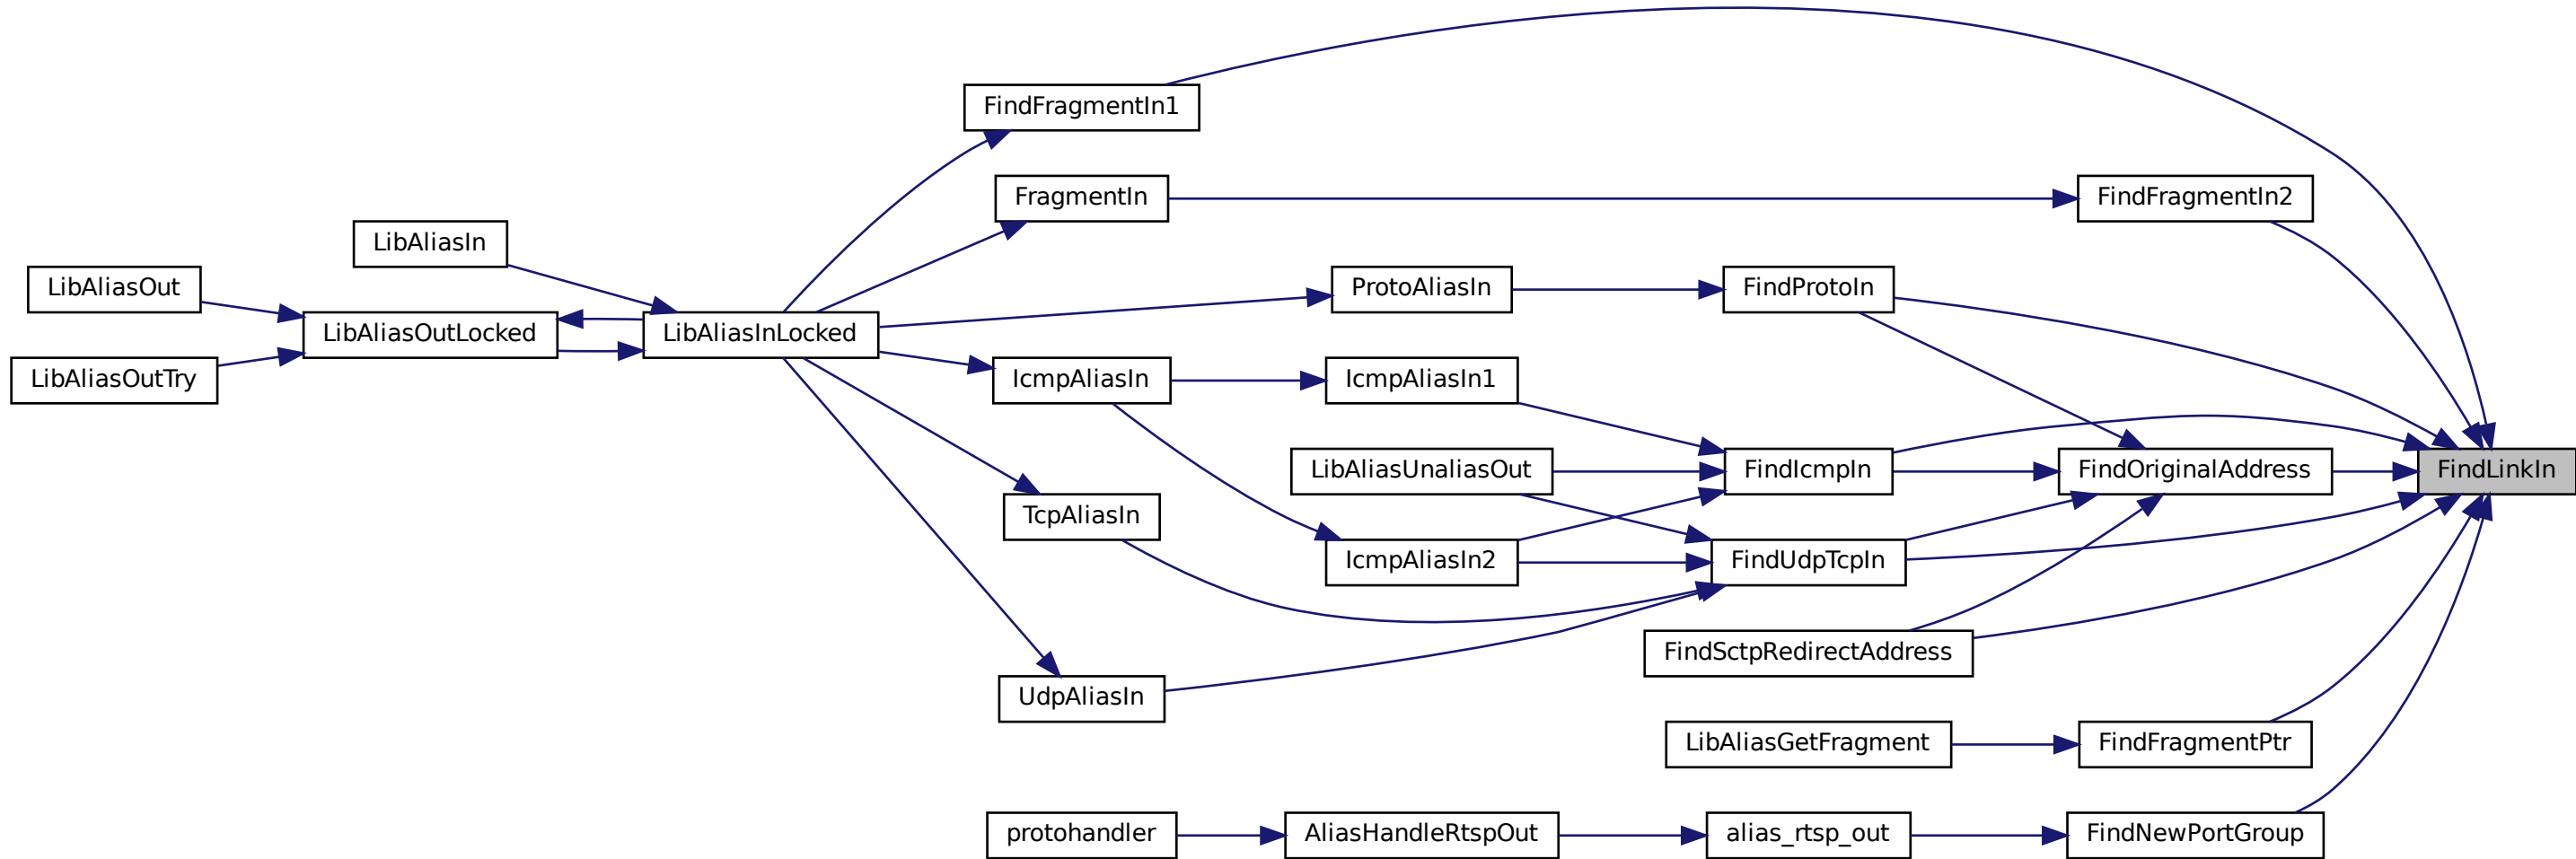 FindFragmentIn1
FragmentIn
FindFragmentIn2
LibAliasIn
LibAliasOut
ProtoAliasIn
FindProtoIn
LibAliasOutLocked
LibAliasInLocked
LibAliasOutTry
IcmpAliasIn
IcmpAliasIn1
LibAliasUnaliasOut
FindIcmpIn
FindOriginalAddress
FindLinkIn
TcpAliasIn
IcmpAliasIn2
FindUdpTcpIn
FindSctpRedirectAddress
UdpAliasIn
LibAliasGetFragment
FindFragmentPtr
protohandler
AliasHandleRtspOut
alias_rtsp_out
FindNewPortGroup